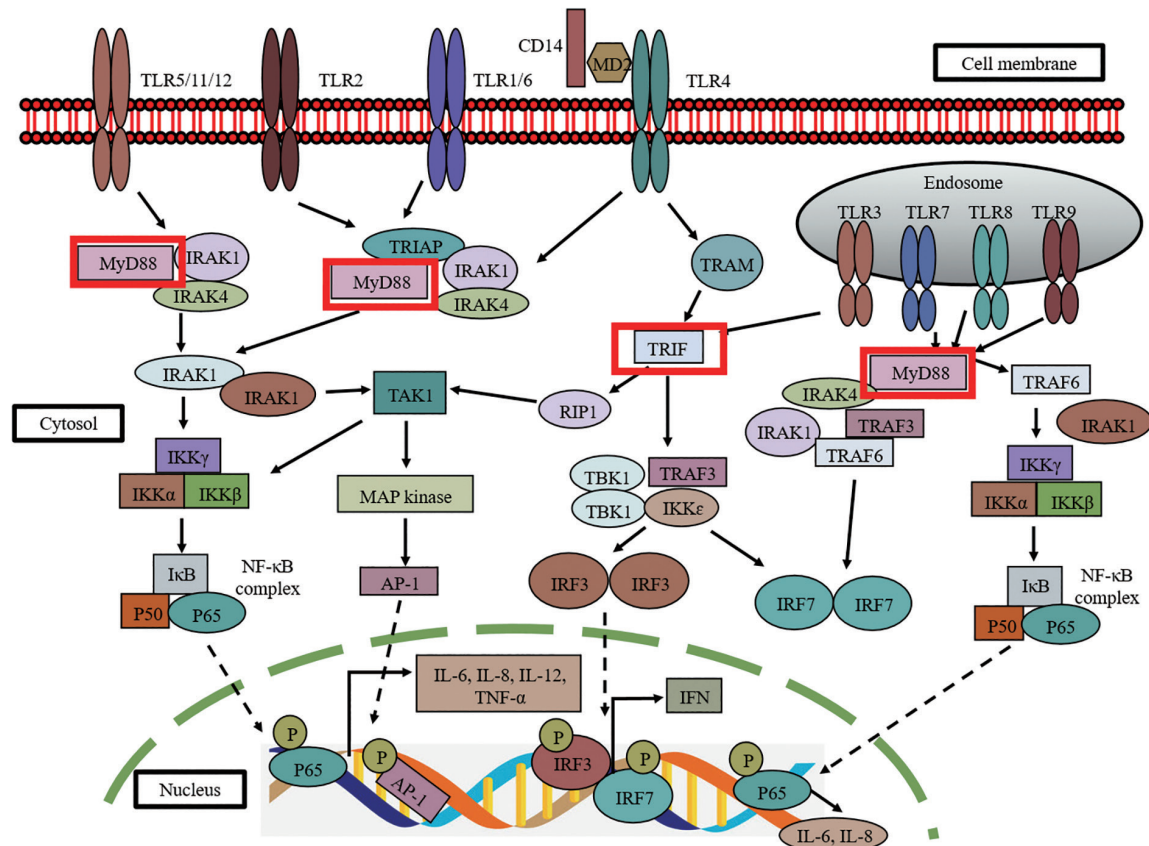 CD14
MD2
TLR5/11/12
TLR2
TLR1/6
TLR4
Cell membrane
Endosome
TLR3
TLR7
TLR8
TLR9
MyD88
IRAK1
IRAK4
TRIAP
MyD88
IRAK1
IRAK4
TRAM
TRIF
MyD88
TRAF6
IRAK4
IRAK1
TRAF3
TRAF6
IRAK1
IRAK1
IRAK1
TAK1
RIP1
Cytosol
IKKγ
IKKα
IKKβ
MAP kinase
TBK1
TRAF3
TBK1
IKKε
IKKγ
IKKα
IKKβ
IκB
P50
P65
NF-κB
complex
AP-1
IRF3
IRF3
IRF7
IRF7
IκB
P50
P65
NF-κB
complex
IL-6, IL-8, IL-12,
TNF-α
IFN
P
P65
P
AP-1
P
IRF3
P
IRF7
P
P65
Nucleus
IL-6, IL-8